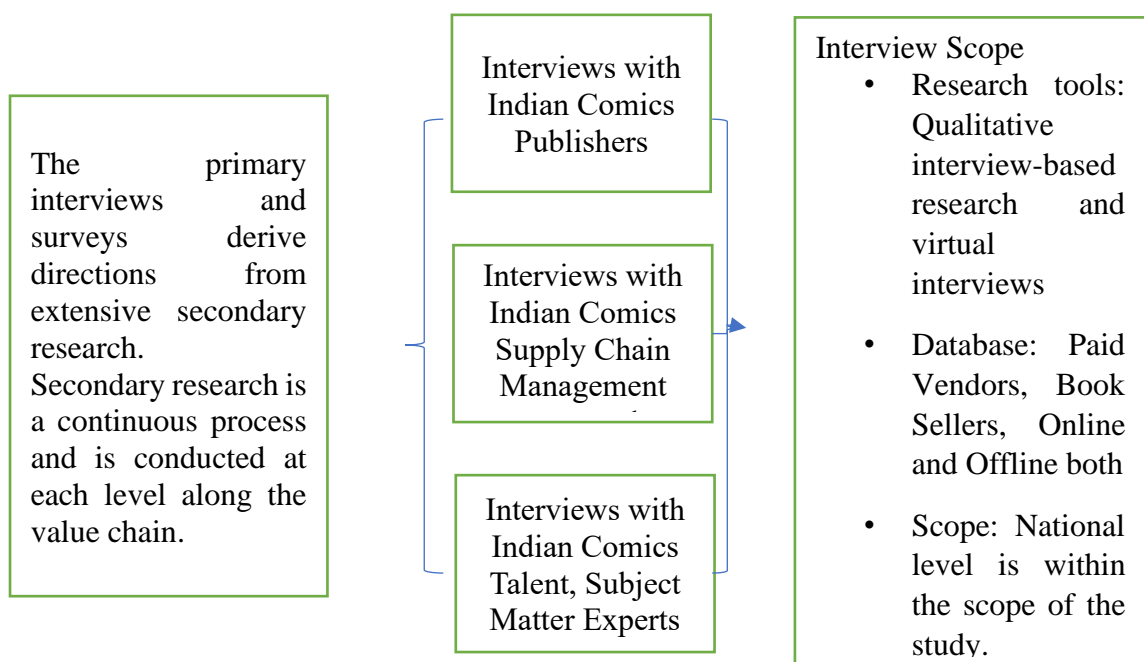 The primary
interviews and
surveys derive
directions from
extensive secondary
research.
Secondary research is
a continuous process
and is conducted at
each level along the
value chain.
Interviews with
Indian Comics
Publishers
Interviews with
Indian Comics
Supply Chain
Management
Interviews with
Indian Comics
Talent, Subject
Matter Experts
Interview Scope
• Research tools:
Qualitative
interview-based
research and
virtual
interviews
• Database: Paid
Vendors, Book
Sellers, Online
and Offline both
• Scope: National
level is within
the scope of the
study.